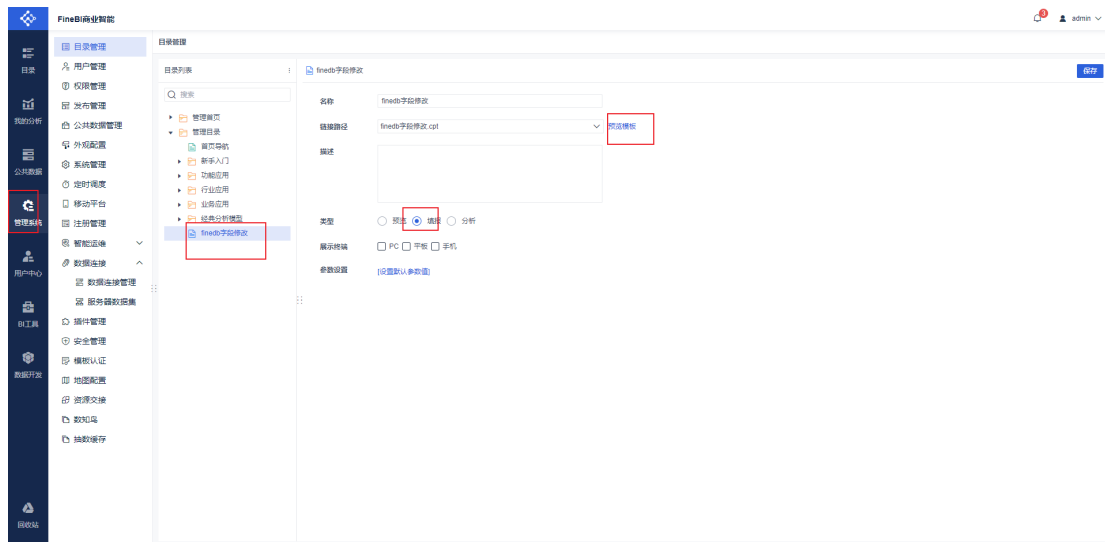 FineBI商业智能
3
admin
目录
我的分析
公共数据
管理系统
用户中心
BI工具
数据开发
回收站
目录管理
用户管理
权限管理
发布管理
公共数据管理
外观配置
系统管理
定时调度
移动平台
注册管理
智能运维
数据连接
数据连接管理
服务器数据集
插件管理
安全管理
模板认证
地图配置
资源交接
数知鸟
抽数缓存
目录管理
目录列表
搜索
管理首页
管理目录
首页导航
新手入门
功能应用
行业应用
业务应用
经典分析模型
finedb字段修改
finedb字段修改
保存
名称 finedb字段修改
链接路径 finedb字段修改.cpt 预览模板
描述
类型 预览 填报 分析
展示终端 PC 平板 手机
参数设置 [设置默认参数值]